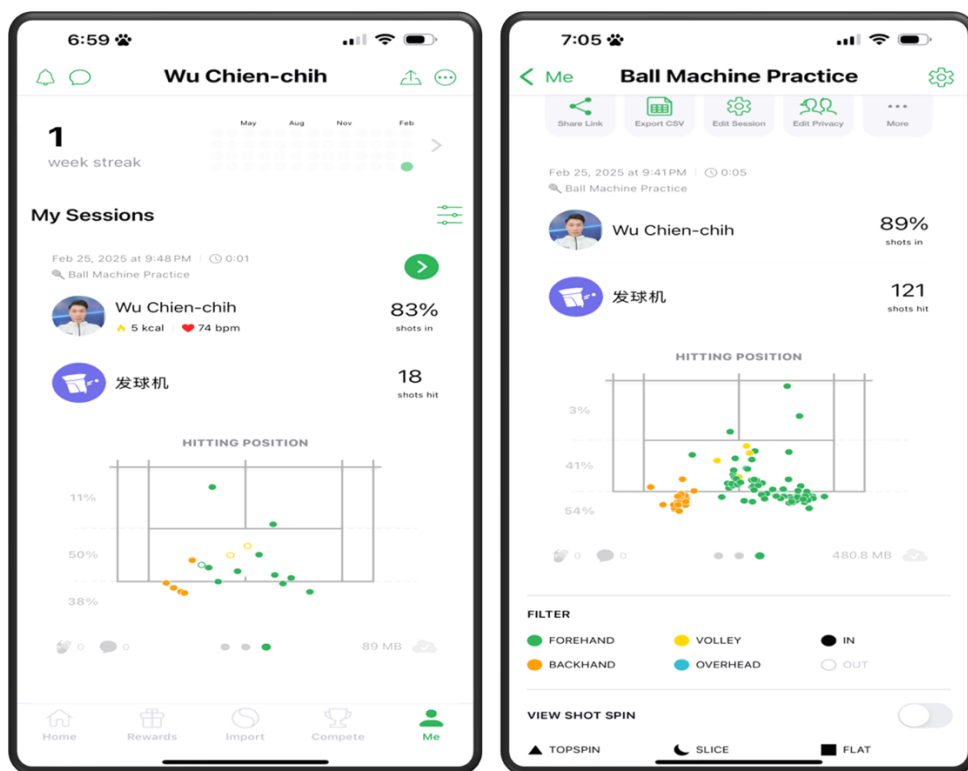 6:59
Wu Chien-chih
May Aug Nov Feb
1
week streak
My Sessions
Feb 25, 2025 at 9:48 PM 0:01
Ball Machine Practice
Wu Chien-chih
83%
5 kcal 74 bpm
shots in
发球机
18
shots hit
HITTING POSITION
11%
50%
38%
0 0 89 MB
Home Rewards Import Compete Me
7:05
Me Ball Machine Practice
Share Link Export CSV Edit Session Edit Privacy More
Feb 25, 2025 at 9:41 PM 0:05
Ball Machine Practice
Wu Chien-chih
89%
shots in
发球机
121
shots hit
HITTING POSITION
3%
41%
54%
0 0 480.8 MB
FILTER
FOREHAND VOLLEY IN
BACKHAND OVERHEAD OUT
VIEW SHOT SPIN
TOPSPIN SLICE FLAT